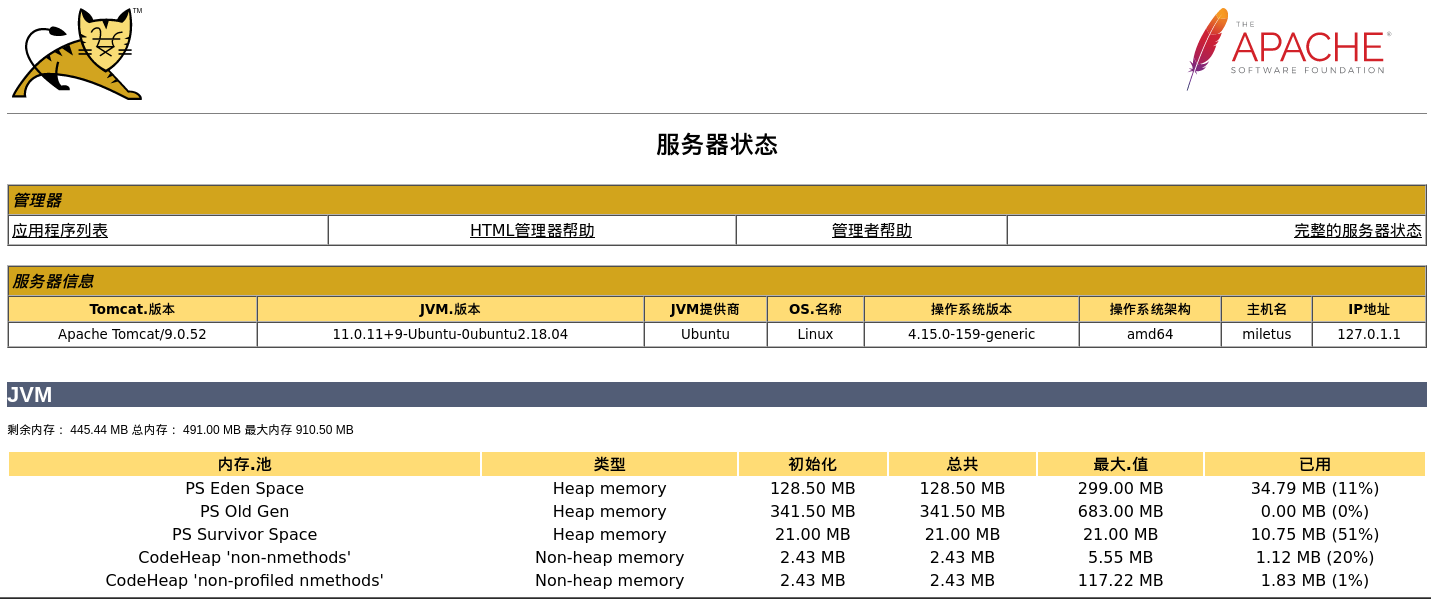 TM
THE
APACHE®
SOFTWARE FOUNDATION
服务器状态
管理器
应用程序列表 HTML管理器帮助 管理者帮助 完整的服务器状态
服务器信息
Tomcat.版本 JVM.版本 JVM提供商 OS.名称 操作系统版本 操作系统架构 主机名 IP地址
Apache Tomcat/9.0.52 11.0.11+9-Ubuntu-0ubuntu2.18.04 Ubuntu Linux 4.15.0-159-generic amd64 miletus 127.0.1.1
JVM
剩余内存： 445.44 MB 总内存： 491.00 MB 最大内存 910.50 MB
内存.池 类型 初始化 总共 最大.值 已用
PS Eden Space Heap memory 128.50 MB 128.50 MB 299.00 MB 34.79 MB (11%)
PS Old Gen Heap memory 341.50 MB 341.50 MB 683.00 MB 0.00 MB (0%)
PS Survivor Space Heap memory 21.00 MB 21.00 MB 21.00 MB 10.75 MB (51%)
CodeHeap 'non-nmethods' Non-heap memory 2.43 MB 2.43 MB 5.55 MB 1.12 MB (20%)
CodeHeap 'non-profiled nmethods' Non-heap memory 2.43 MB 2.43 MB 117.22 MB 1.83 MB (1%)